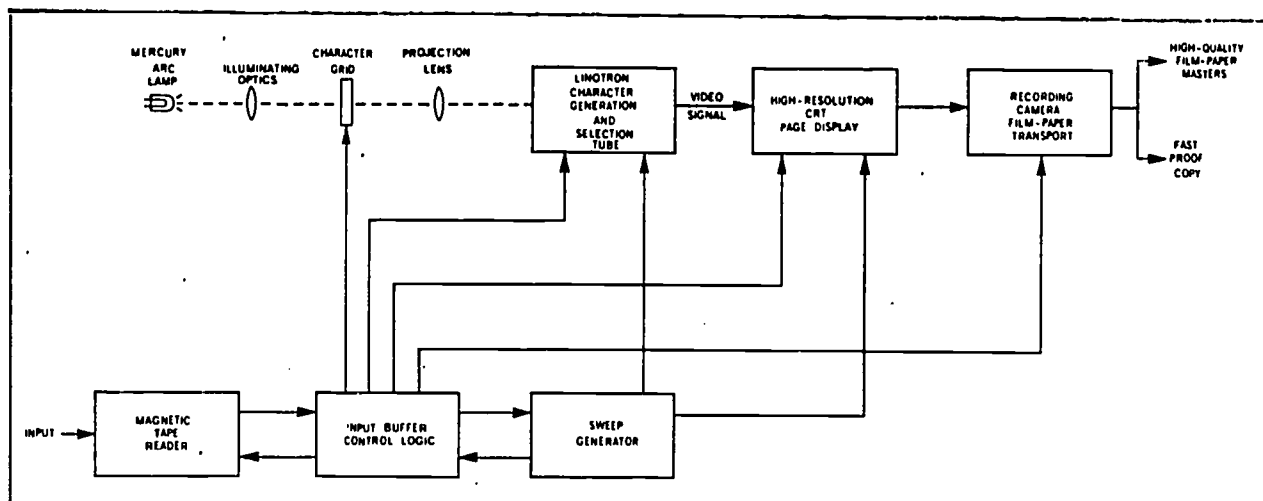 MERCURY
ARC
LAMP
ILLUMINATING
OPTICS
CHARACTER
GRID
PROJECTION
LENS
LINOTRON
CHARACTER
GENERATION
AND
SELECTION
TUBE
VIDEO
SIGNAL
HIGH-RESOLUTION
CRT
PAGE DISPLAY
RECORDING
CAMERA
FILM-PAPER
TRANSPORT
HIGH-QUALITY
FILM-PAPER
MASTERS
FAST
PROOF
COPY
INPUT
MAGNETIC
TAPE
READER
INPUT BUFFER
CONTROL LOGIC
SWEEP
GENERATOR